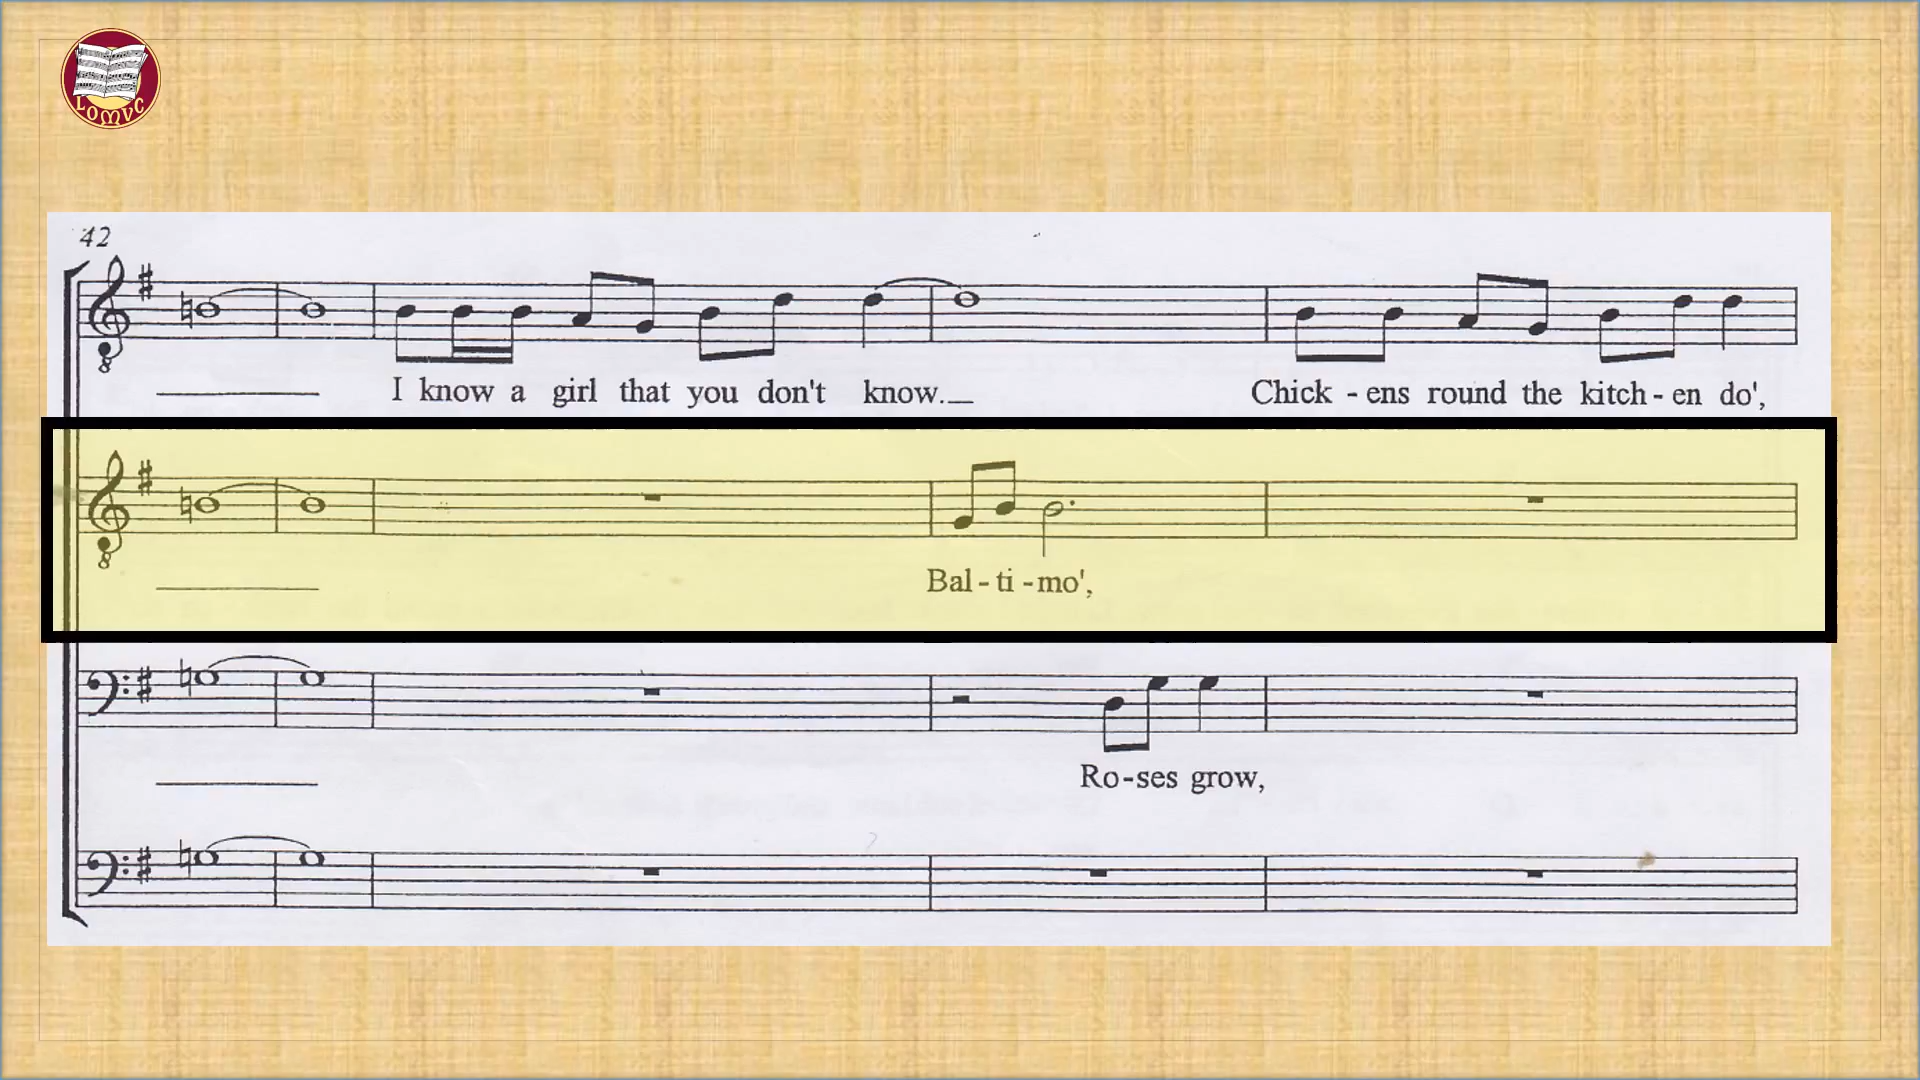 LOMVC
42
I know a girl that you don't know.
Chick - ens round the kitch - en do',
Bal - ti - mo',
Ro - ses grow,